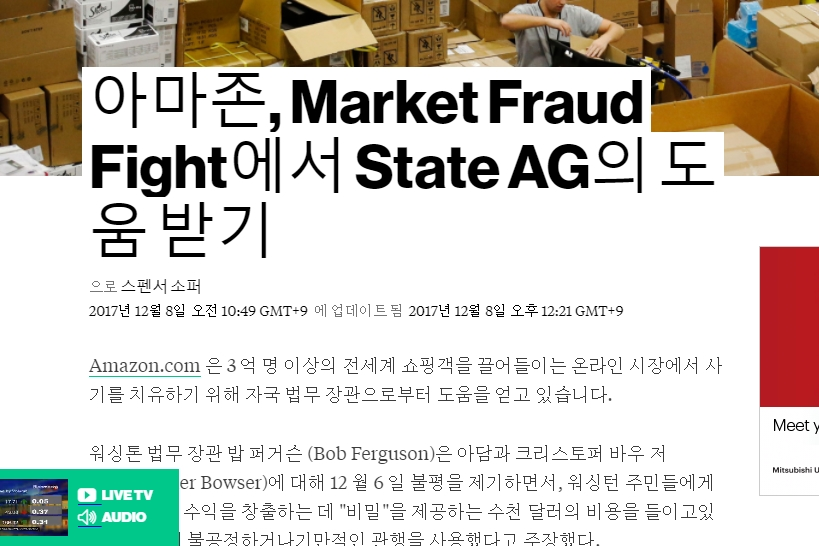 아마존, Market Fraud
Fight에서 State AG의 도
움 받기
으로 스펜서 소퍼
2017년 12월 8일 오전 10:49 GMT+9 에 업데이트 됨 2017년 12월 8일 오후 12:21 GMT+9
Amazon.com 은 3 억 명 이상의 전세계 쇼핑객을 끌어들이는 온라인 시장에서 사
기를 치유하기 위해 자국 법무 장관으로부터 도움을 얻고 있습니다.
워싱톤 법무 장관 밥 퍼거슨 (Bob Ferguson)은 아담과 크리스토퍼 바우 저
er Bowser)에 대해 12 월 6 일 불평을 제기하면서, 워싱턴 주민들에게
수익을 창출하는 데 "비밀"을 제공하는 수천 달러의 비용을 들이고있
불공정하거나기만적인 관행을 사용했다고 주장했다.
LIVE TV
AUDIO
0.05
0.37
0.31
Meet y
Mitsubishi U